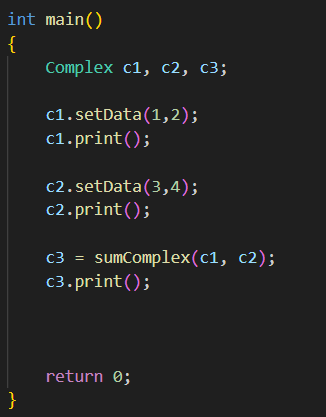 int main()
{
Complex c1, c2, c3;
c1.setData(1,2);
c1.print();
c2.setData(3,4);
c2.print();
c3 = sumComplex(c1, c2);
c3.print();
return 0;
}